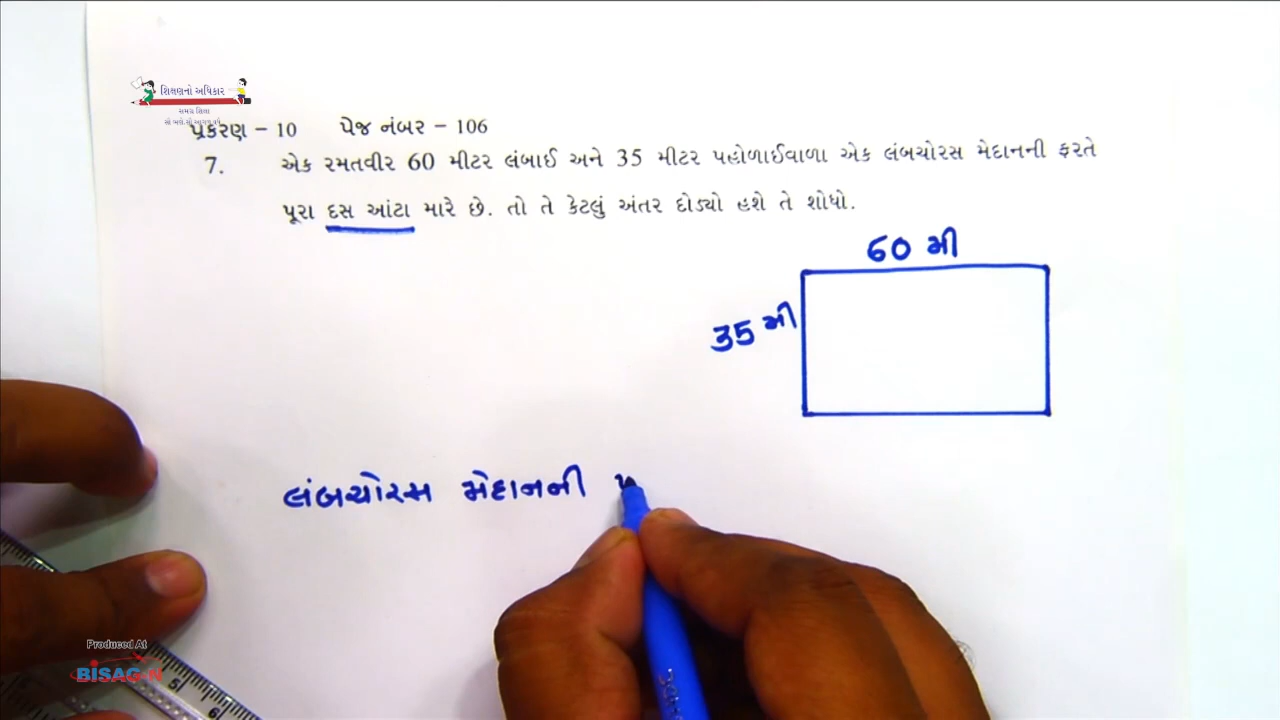 શિક્ષણનો અધિકાર
સમગ્ર શિક્ષા
પ્રકરણ – 10 પેજ નંબર – 106
7. એક રમતવીર 60 મીટર લંબાઈ અને 35 મીટર પહોળાઈવાળા એક લંબચોરસ મેદાનની ફરતે
પૂરા દસ આંટા મારે છે. તો તે કેટલું અંતર દોડ્યો હશે તે શોધો.
60 મી
35 મી
લંબચોરસ મેદાનની
Produced At
BISAG-N